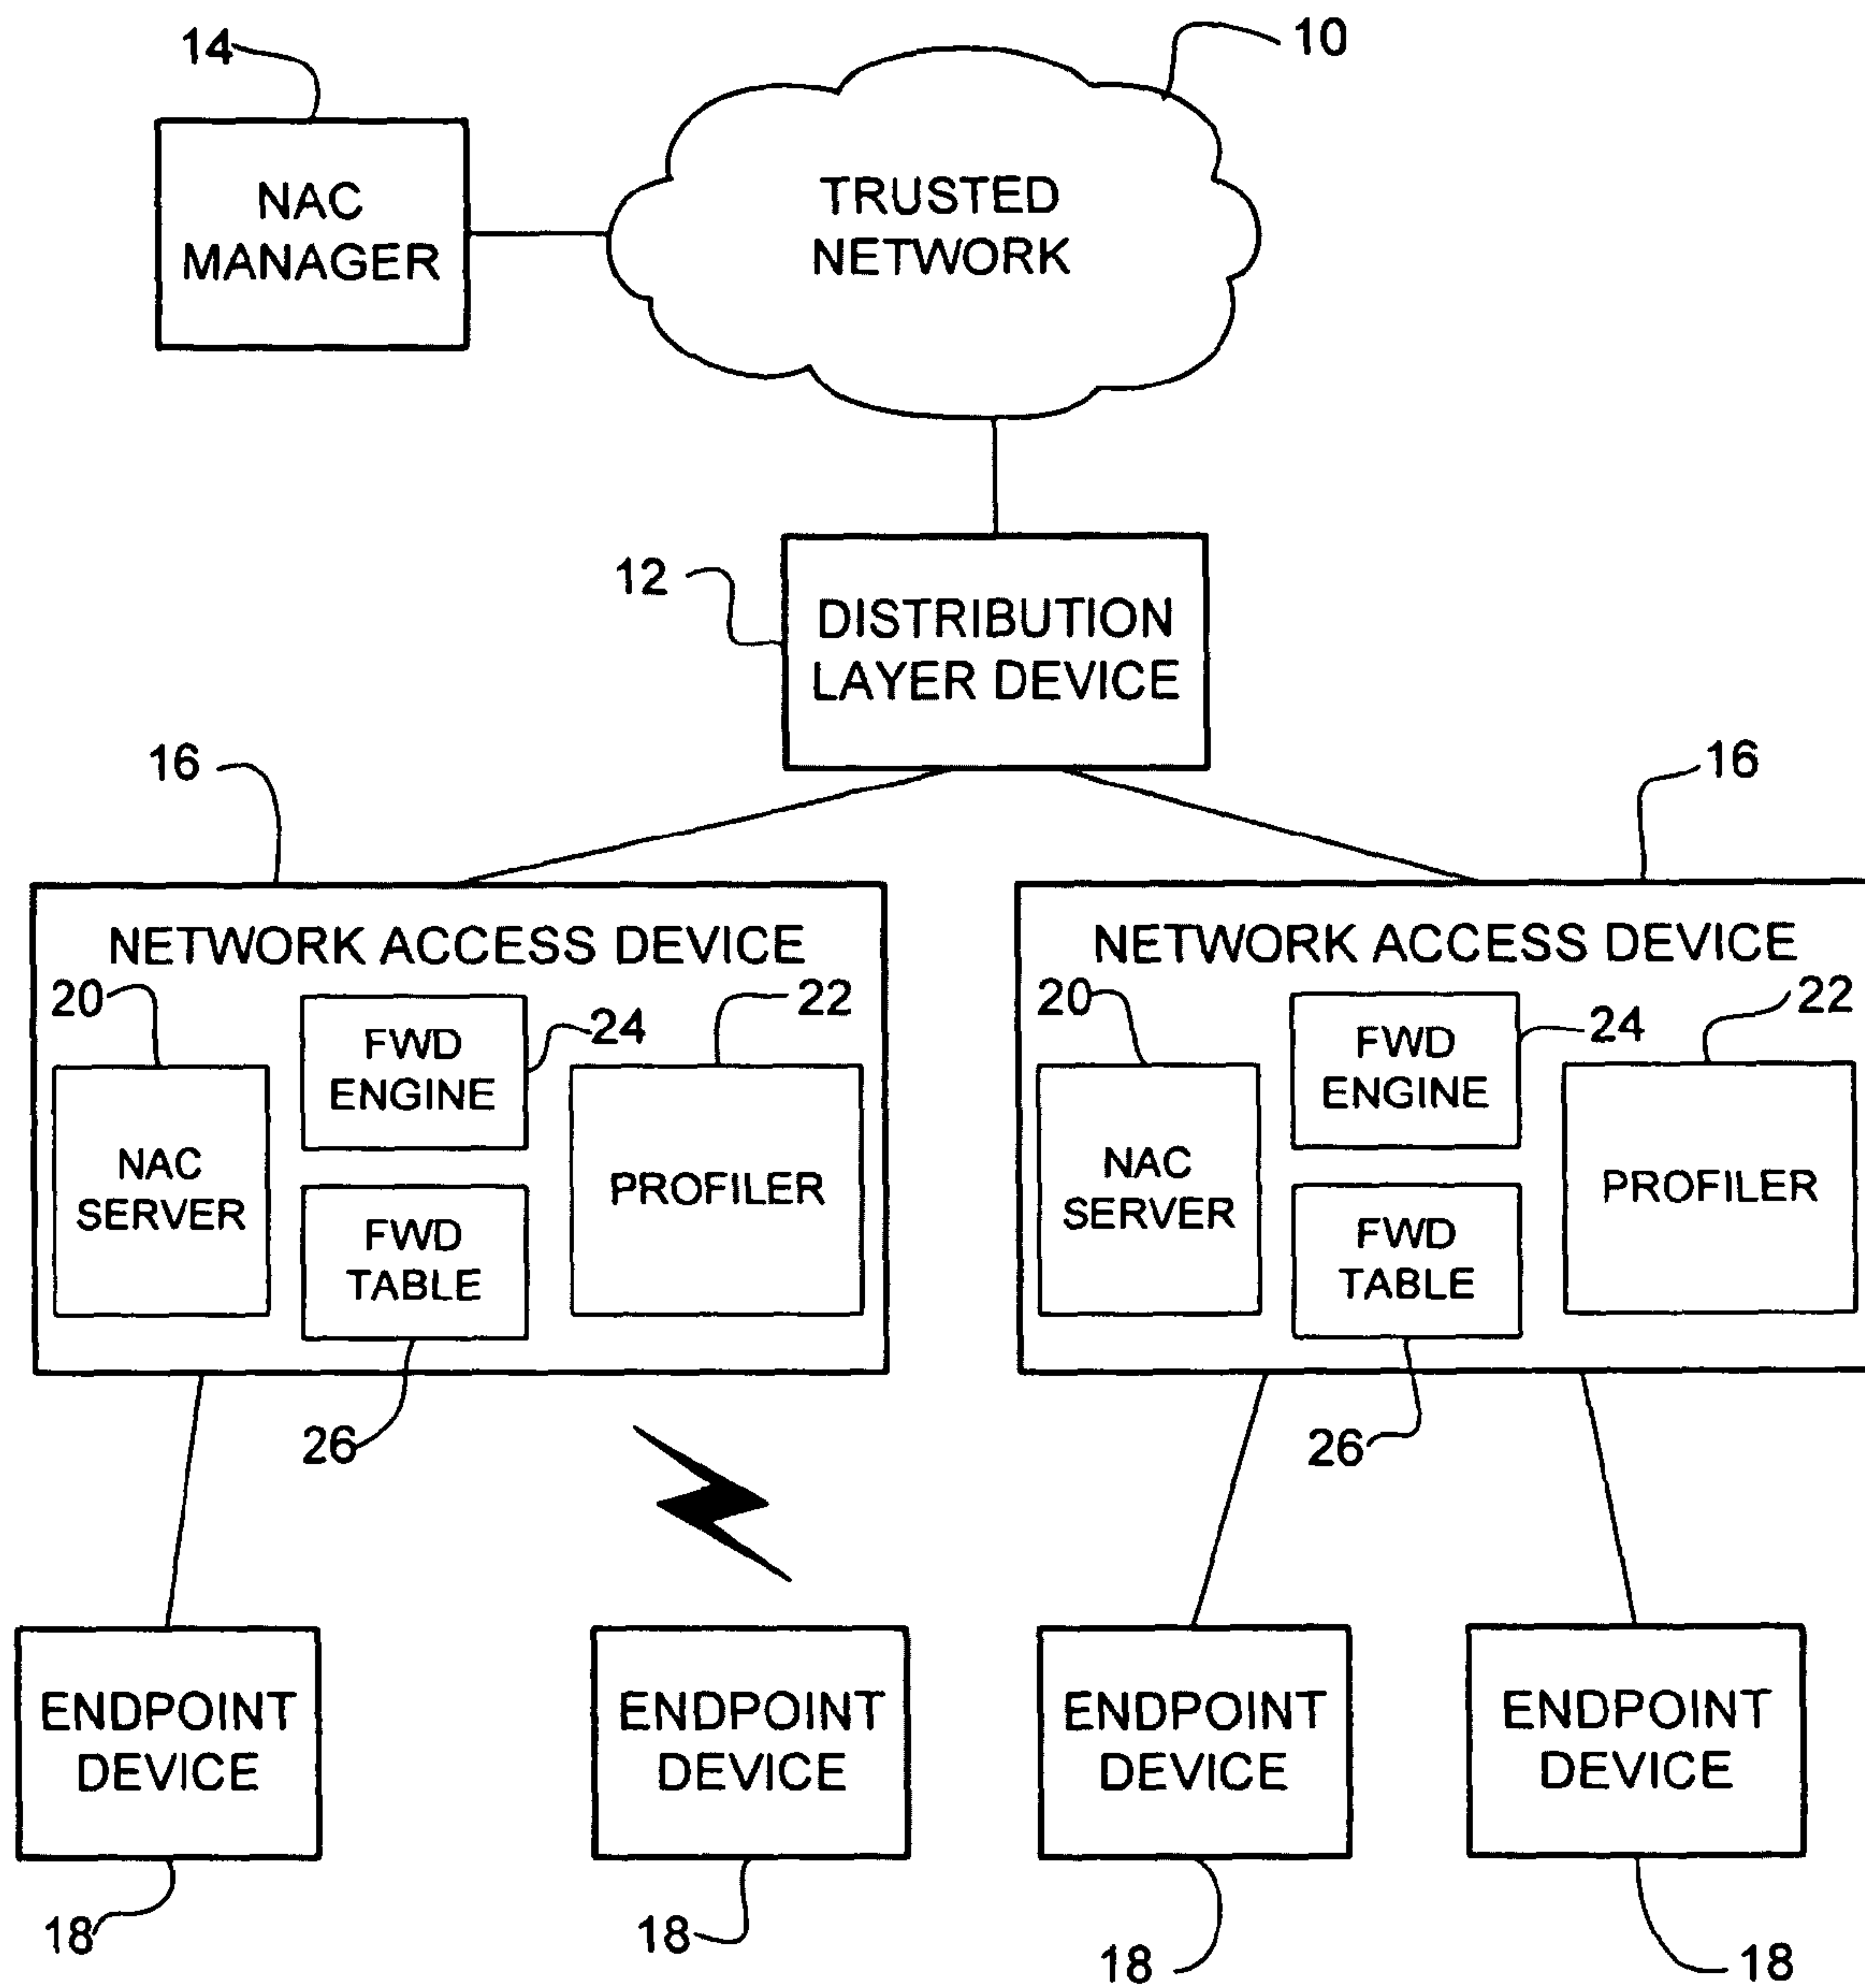 14
10
NAC
MANAGER
TRUSTED
NETWORK
12
DISTRIBUTION
LAYER DEVICE
16
16
NETWORK ACCESS DEVICE
20
24
22
FWD
ENGINE
NAC
SERVER
PROFILER
FWD
TABLE
26
NETWORK ACCESS DEVICE
20
24
22
FWD
ENGINE
NAC
SERVER
PROFILER
FWD
TABLE
26
ENDPOINT
DEVICE
18
ENDPOINT
DEVICE
18
ENDPOINT
DEVICE
18
ENDPOINT
DEVICE
18